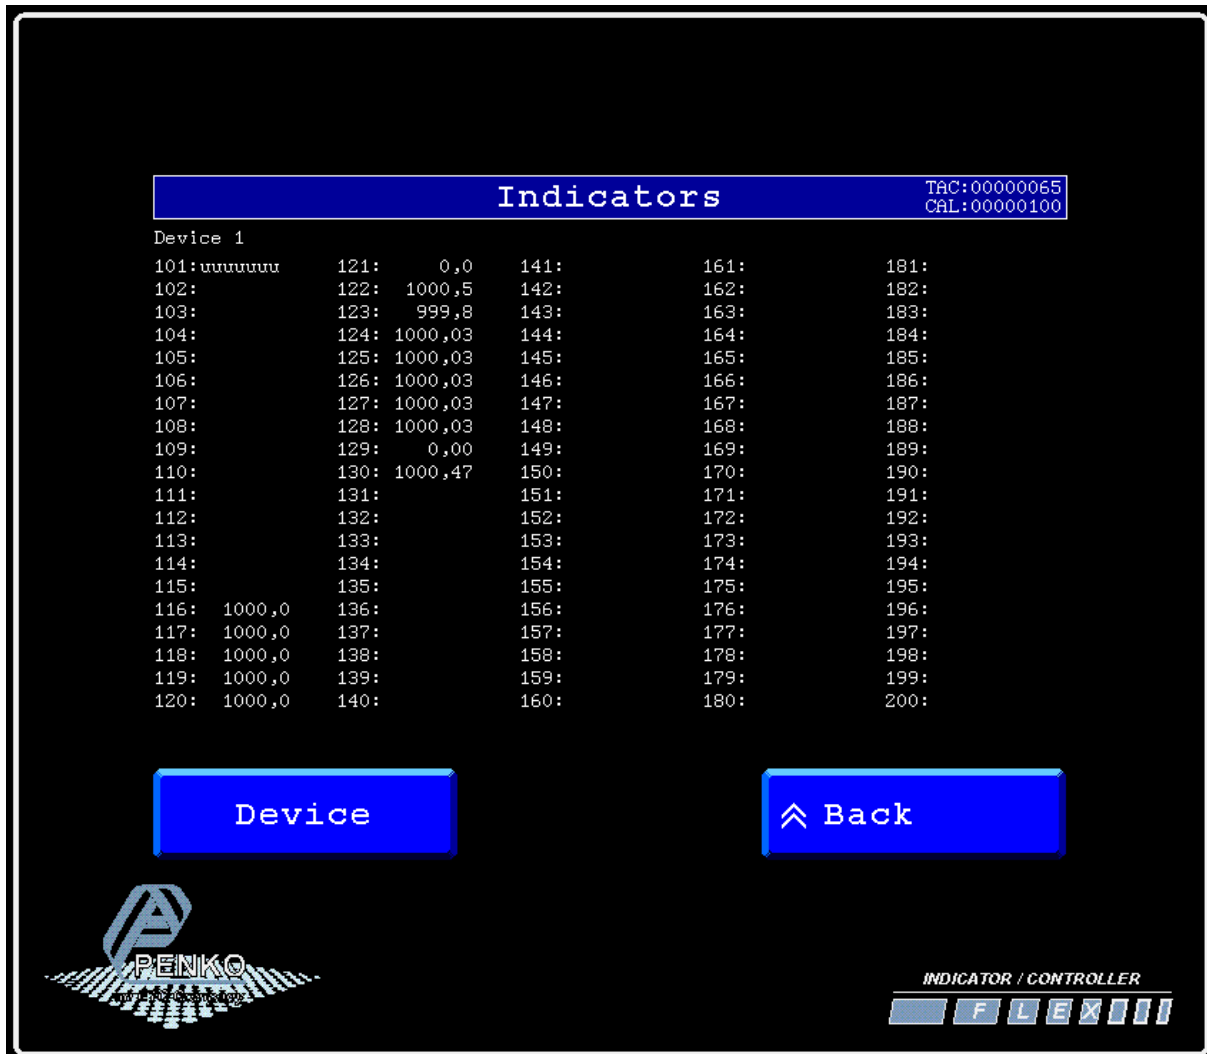 Indicators
TAC:00000065
CAL:00000100
Device 1
101:uuuuuuu 121: 0,0 141: 161: 181:
102: 122: 1000,5 142: 162: 182:
103: 123: 999,8 143: 163: 183:
104: 124: 1000,03 144: 164: 184:
105: 125: 1000,03 145: 165: 185:
106: 126: 1000,03 146: 166: 186:
107: 127: 1000,03 147: 167: 187:
108: 128: 1000,03 148: 168: 188:
109: 129: 0,00 149: 169: 189:
110: 130: 1000,47 150: 170: 190:
111: 131: 151: 171: 191:
112: 132: 152: 172: 192:
113: 133: 153: 173: 193:
114: 134: 154: 174: 194:
115: 135: 155: 175: 195:
116: 1000,0 136: 156: 176: 196:
117: 1000,0 137: 157: 177: 197:
118: 1000,0 138: 158: 178: 198:
119: 1000,0 139: 159: 179: 199:
120: 1000,0 140: 160: 180: 200:
Device
Back
PENKO
INDICATOR / CONTROLLER
FLEX